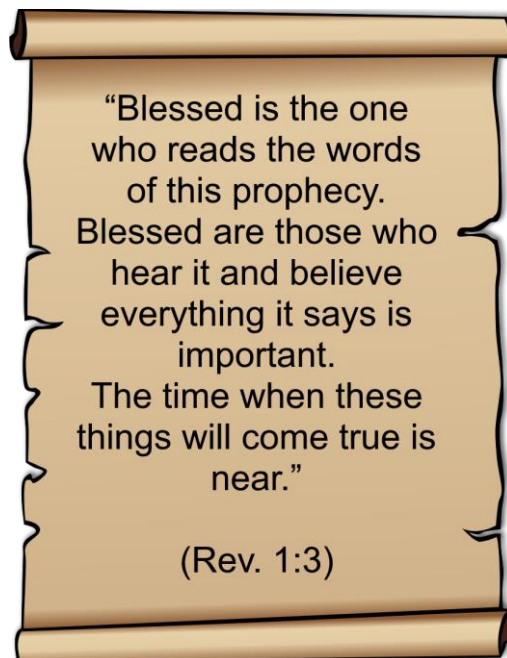 “Blessed is the one
who reads the words
of this prophecy.
Blessed are those who
hear it and believe
everything it says is
important.
The time when these
things will come true is
near.”
(Rev. 1:3)